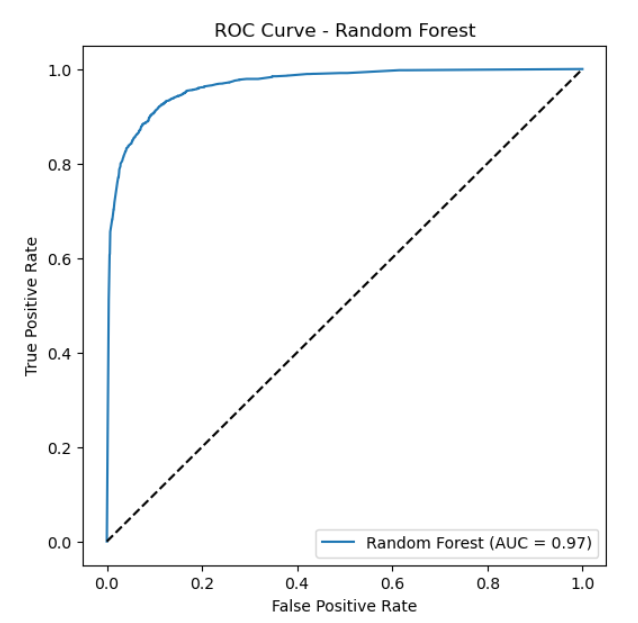 ROC Curve - Random Forest
True Positive Rate
1.0
0.8
0.6
0.4
0.2
0.0
Random Forest (AUC = 0.97)
0.0 0.2 0.4 0.6 0.8 1.0
False Positive Rate